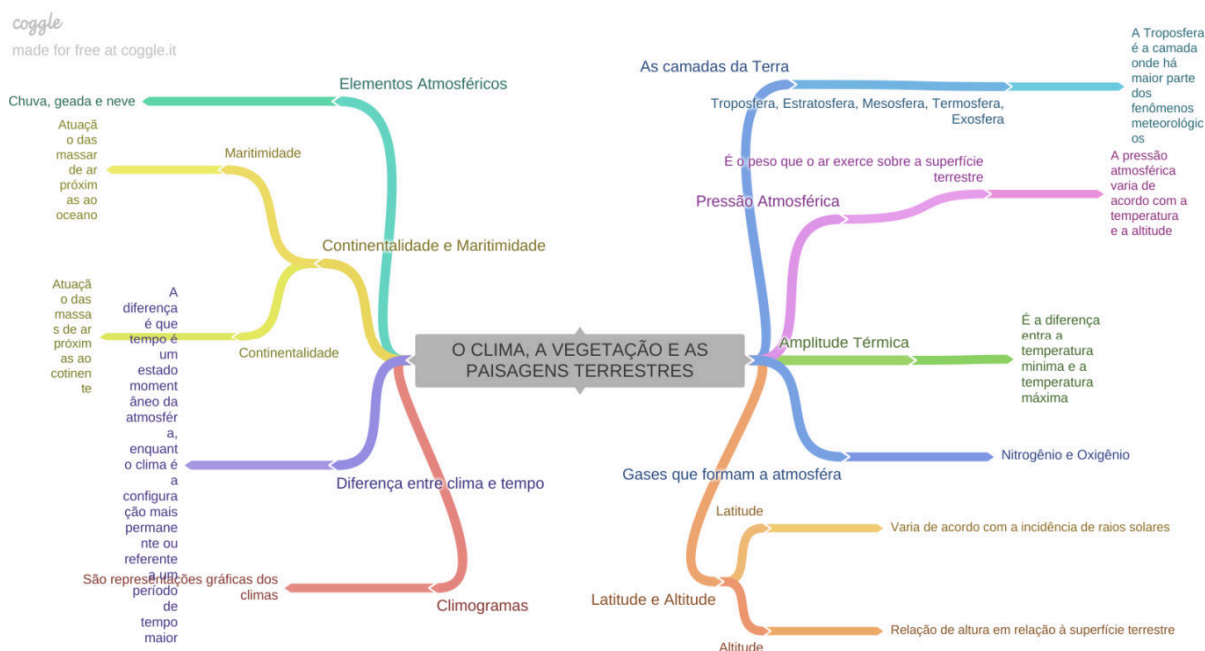 coggle
made for free at coggle.it
Elementos Atmosféricos
Chuva, geada e neve
Continentalidade e Maritimidade
Maritimidade
Atuaçã
o das
massar
de ar
próxim
as ao
oceano
Continentalidade
Atuaçã
o das
massa
s de ar
próxim
as ao
cotine
nte
Diferença entre clima e tempo
A
diferença
é que
tempo é
um
estado
moment
âneo da
atmosfér
a,
enquant
o clima é
a
configura
ção mais
permane
nte ou
referente
a um
período
de
tempo
maior
Climogramas
São representações gráficas dos
climas
O CLIMA, A VEGETAÇÃO E AS
PAISAGENS TERRESTRES
As camadas da Terra
Troposfera, Estratosfera, Mesosfera, Termosfera,
Exosfera
A Troposfera
é a camada
onde há
maior parte
dos
fenômenos
meteorológic
os
Pressão Atmosférica
É o peso que o ar exerce sobre a superfície
terrestre
A pressão
atmosférica
varia de
acordo com a
temperatura
e a altitude
Amplitude Térmica
É a diferença
entra a
temperatura
minima e a
temperatura
máxima
Gases que formam a atmosféra
Nitrogênio e Oxigênio
Latitude e Altitude
Latitude
Varia de acordo com a incidência de raios solares
Altitude
Relação de altura em relação à superfície terrestre